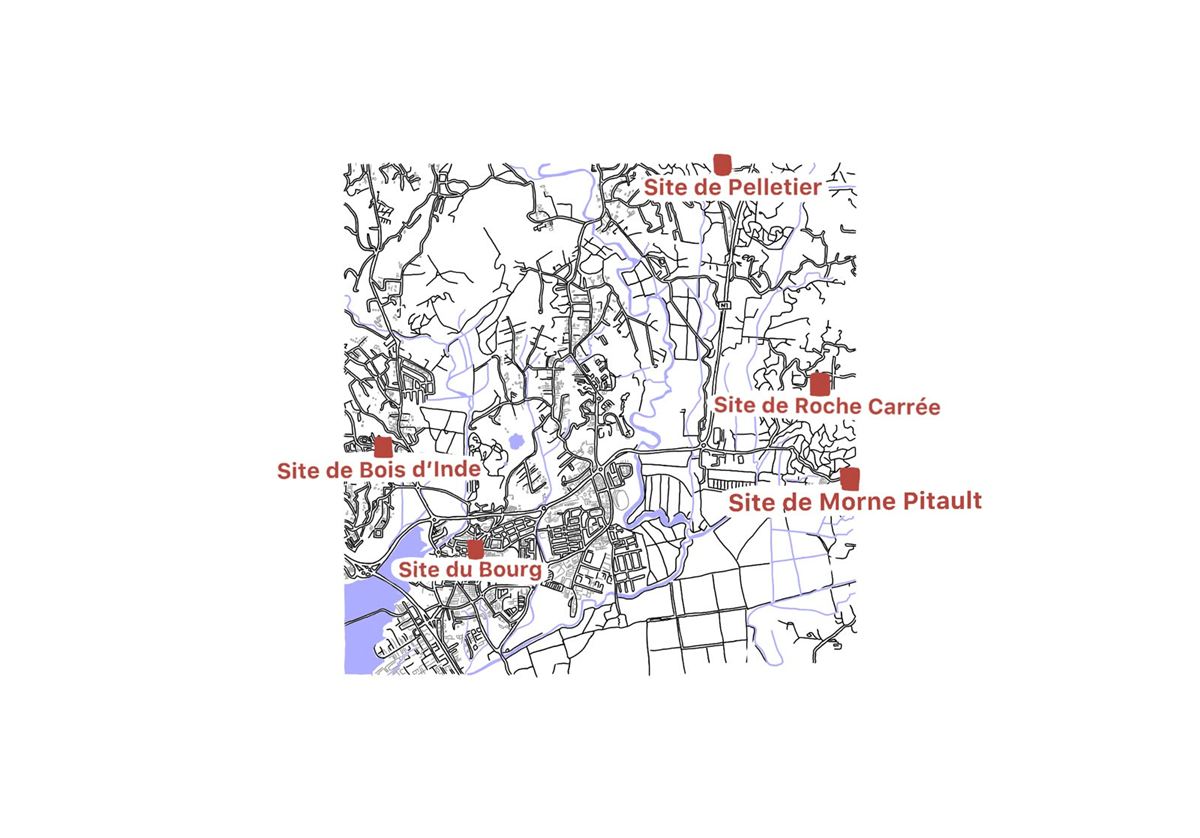 Site de Pelletier
N1
Site de Roche Carrée
Site de Bois d’Inde
Site de Morne Pitault
Site du Bourg